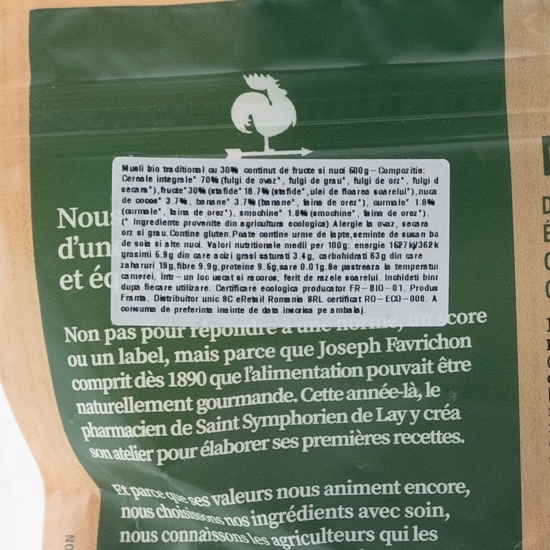 Musli bio traditional cu 30% continut de fructe si nuci 500g - Compozitie:
Cereale integrale* 70% (fulgi de ovaz*, fulgi de grau*, fulgi de orz*, fulgi d
secara*), fructe*30% (stafide* 18.7% (stafide*, ulei de floarea soarelui*), nuca
de cocos* 3.7%, banane* 3.7% (banane*, faina de orez*), curmale* 1.8%
(curmale*, faina de orez*), smochine* 1.8% (smochine*, faina de orez*).
(* Ingrediente provenite din agricultura ecologica) Alergie la ovaz, secara
orz si grau. Contine gluten. Poate contine urme de lapte, seminte de susan bo
de soia si alte nuci. Valori nutritionale medii per 100g: energie 1527kj/362k
grasimi 6.9g din care acizi grasi saturati 3.4g, carbohidrati 63g din care
zaharuri 19g, fibre 9.9g, proteine 9.5g, sare 0.01g. Se pastreaza la temperatu
camerei, intr-un loc uscat si racoros, ferit de razele soarelui. Inchideti bin
dupa fiecare utilizare. Certificare ecologica producator FR-BIO-01. Produs
Franta. Distribuitor unic SC eRetail Romania SRL certificat RO-ECO-008. A
consuma de preferinta inainte de data inscrisa pe ambalaj.
Nous
d'un
et éq
Non pas pour répondre à une norme, un score
ou un label, mais parce que Joseph Favrichon
comprit dès 1890 que l'alimentation pouvait être
naturellement gourmande. Cette année-là, le
pharmacien de Saint Symphorien de Lay y créa
son atelier pour élaborer ses premières recettes.
Et parce que ses valeurs nous animent encore,
nous choisissons nos ingrédients avec soin,
nous connaissons les agriculteurs qui les